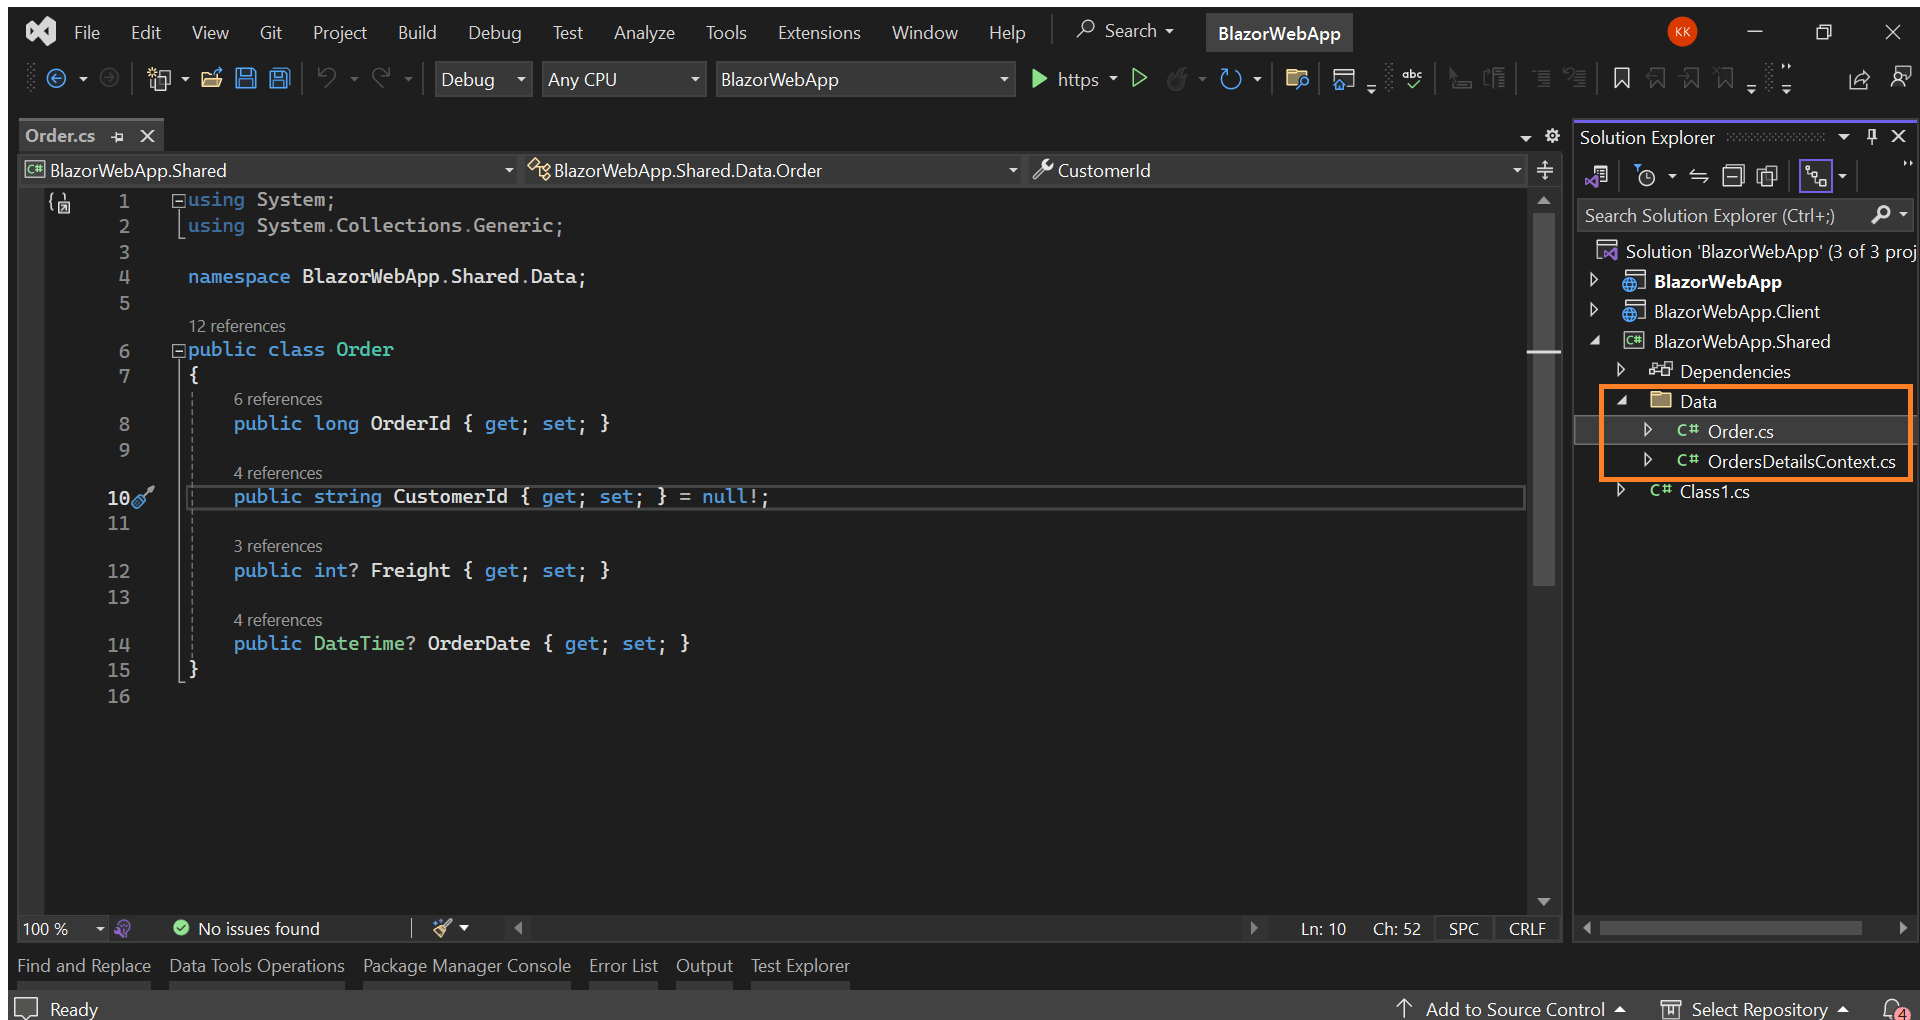 File Edit View Git Project Build Debug Test Analyze Tools Extensions Window Help Search BlazorWebApp KK
Debug Any CPU BlazorWebApp https abc
Order.cs
BlazorWebApp.Shared BlazorWebApp.Shared.Data.Order CustomerId
1 using System;
2 using System.Collections.Generic;
3
4 namespace BlazorWebApp.Shared.Data;
5
12 references
6 public class Order
7 {
6 references
8 public long OrderId { get; set; }
9
4 references
10 public string CustomerId { get; set; } = null!;
11
3 references
12 public int? Freight { get; set; }
13
4 references
14 public DateTime? OrderDate { get; set; }
15 }
16
100 % No issues found Ln: 10 Ch: 52 SPC CRLF
Solution Explorer
Search Solution Explorer (Ctrl+;)
Solution 'BlazorWebApp' (3 of 3 proj
BlazorWebApp
BlazorWebApp.Client
C# BlazorWebApp.Shared
Dependencies
Data
C# Order.cs
C# OrdersDetailsContext.cs
C# Class1.cs
Find and Replace Data Tools Operations Package Manager Console Error List Output Test Explorer
Ready Add to Source Control Select Repository 4